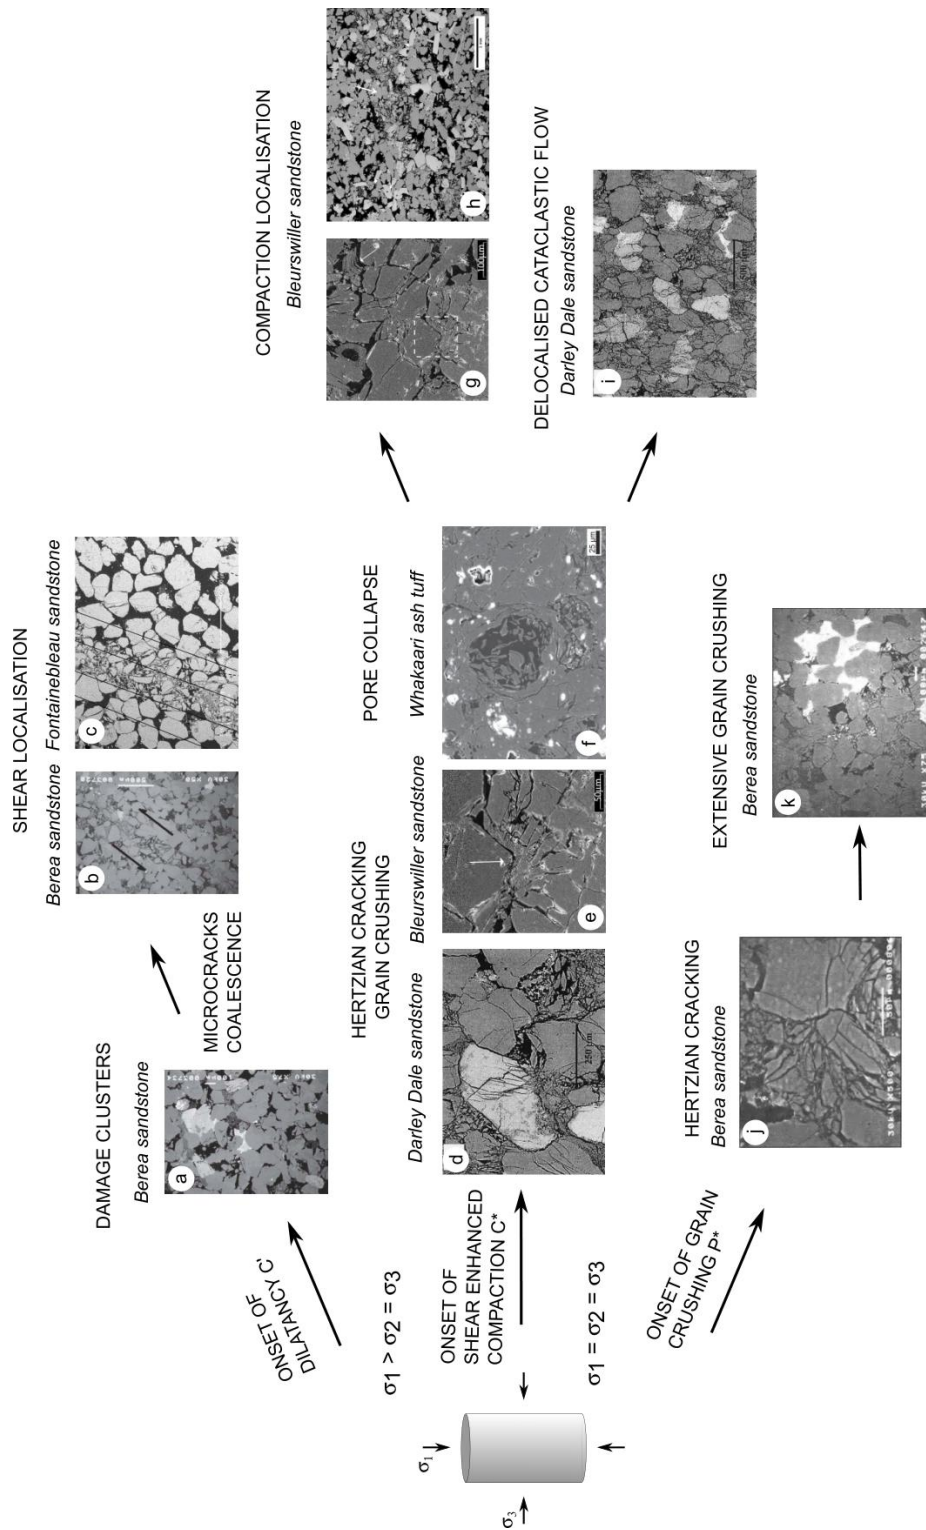 SHEAR LOCALISATION
Berea sandstone
Fontainebleau sandstone
b
c
DAMAGE CLUSTERS
Berea sandstone
a
MICROCRACKS
COALESCENCE
ONSET OF
DILATANCY C'
σ1 > σ2 = σ3
COMPACTION LOCALISATION
Bleurswiller sandstone
g
100µm
h
HERTZIAN CRACKING
GRAIN CRUSHING
PORE COLLAPSE
Darley Dale sandstone
Bleurswiller sandstone
Whakaari ash tuff
d
250 µm
e
50µm
f
25 µm
ONSET OF
SHEAR ENHANCED
COMPACTION C*
σ1
σ3
DELOCALISED CATACLASTIC FLOW
Darley Dale sandstone
i
σ1 = σ2 = σ3
ONSET OF GRAIN
CRUSHING P*
HERTZIAN CRACKING
Berea sandstone
j
EXTENSIVE GRAIN CRUSHING
Berea sandstone
k